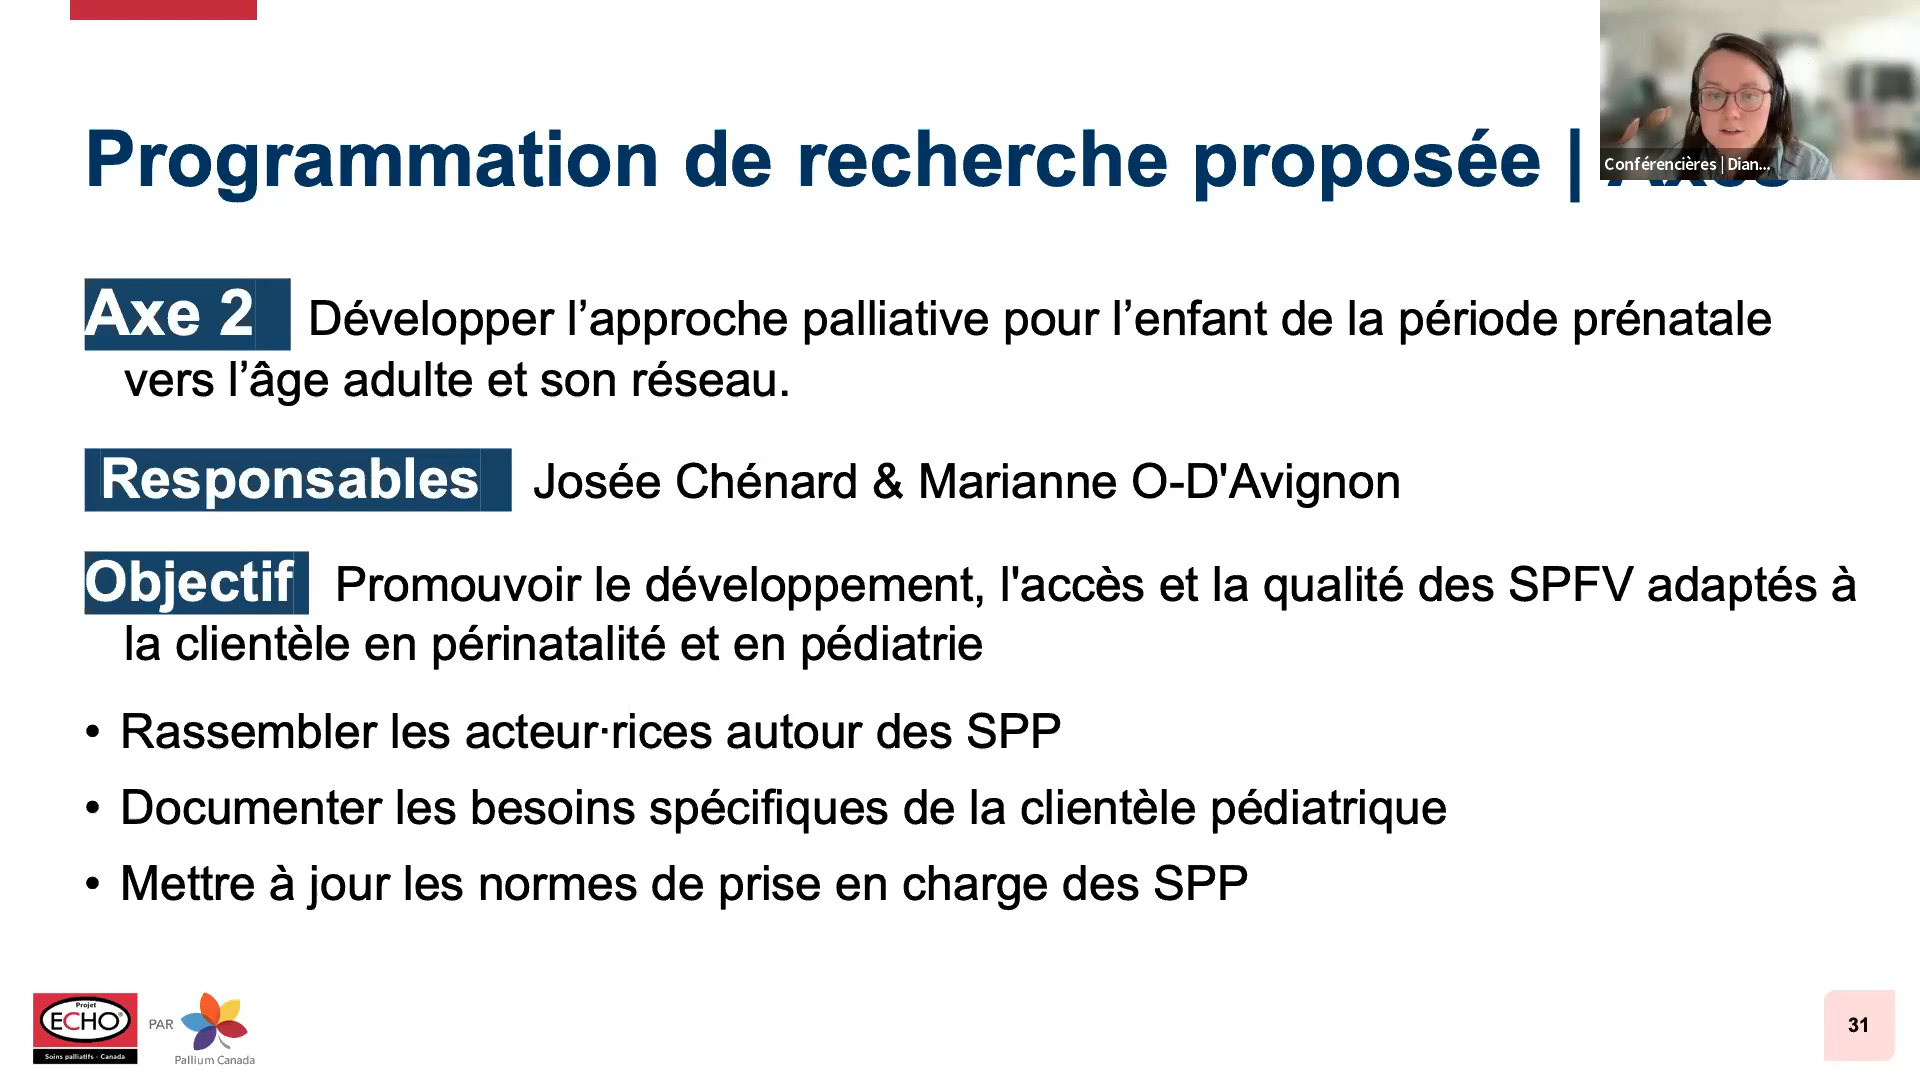 Programmation de recherche proposée | Axes
Conférencières | Dian...
Axe 2 Développer l’approche palliative pour l’enfant de la période prénatale
vers l’âge adulte et son réseau.
Responsables Josée Chénard & Marianne O-D'Avignon
Objectif Promouvoir le développement, l'accès et la qualité des SPFV adaptés à
la clientèle en périnatalité et en pédiatrie
• Rassembler les acteur·rices autour des SPP
• Documenter les besoins spécifiques de la clientèle pédiatrique
• Mettre à jour les normes de prise en charge des SPP
Projet
ECHO®
Soins palliatifs - Canada
PAR
Pallium Canada
31